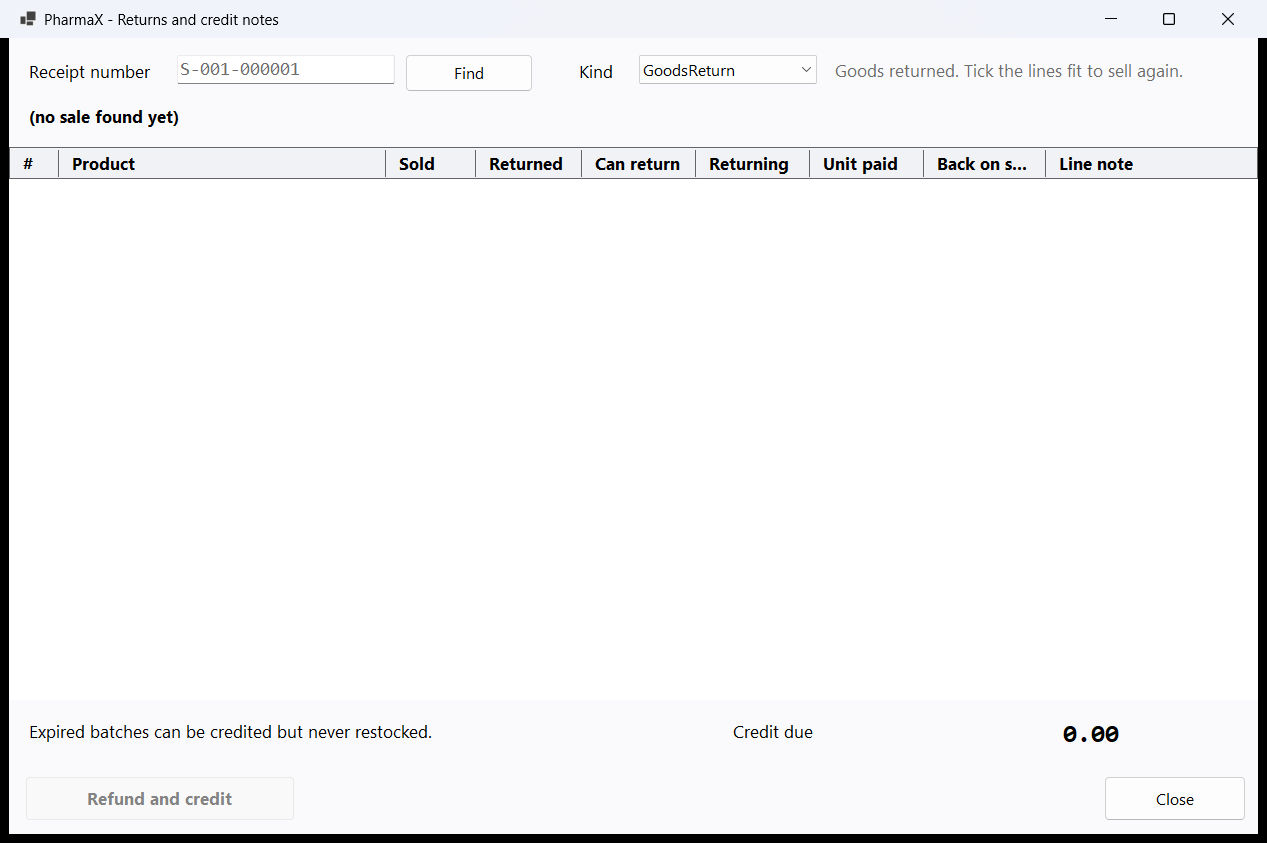 PharmaX - Returns and credit notes
Receipt number S-001-000001 Find Kind GoodsReturn Goods returned. Tick the lines fit to sell again.
(no sale found yet)
# Product Sold Returned Can return Returning Unit paid Back on s... Line note
Expired batches can be credited but never restocked. Credit due 0.00
Refund and credit Close